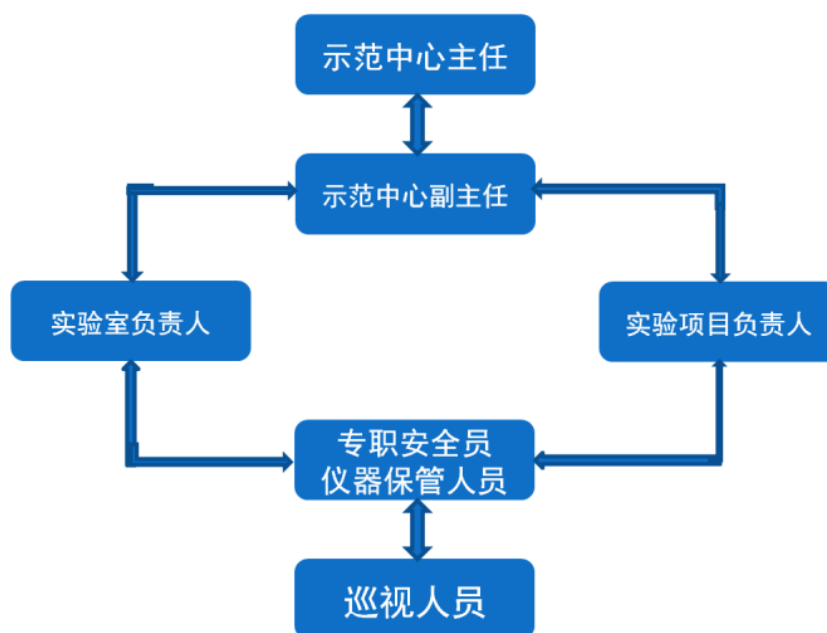 示范中心主任
示范中心副主任
实验室负责人
实验项目负责人
专职安全员
仪器保管人员
巡视人员